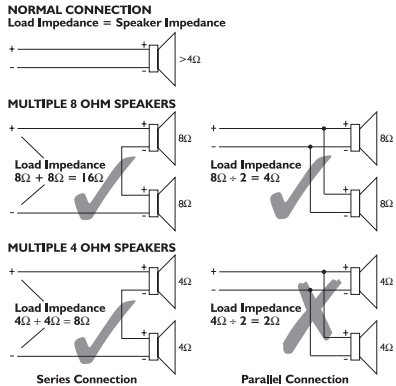 NORMAL CONNECTION
Load Impedance = Speaker Impedance
+
+
>4Ω
-
-
MULTIPLE 8 OHM SPEAKERS
+
+
8Ω
-
Load Impedance
8Ω + 8Ω = 16Ω
+
8Ω
-
-
+
+
8Ω
-
-
Load Impedance
8Ω ÷ 2 = 4Ω
+
8Ω
-
MULTIPLE 4 OHM SPEAKERS
+
+
4Ω
-
Load Impedance
4Ω + 4Ω = 8Ω
+
4Ω
-
-
Series Connection
+
+
4Ω
-
-
Load Impedance
4Ω ÷ 2 = 2Ω
+
4Ω
-
Parallel Connection